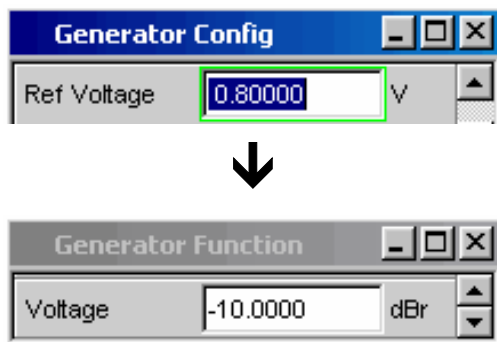 Generator Config
Ref Voltage 0.80000 V
Generator Function
Voltage -10.0000 dBr